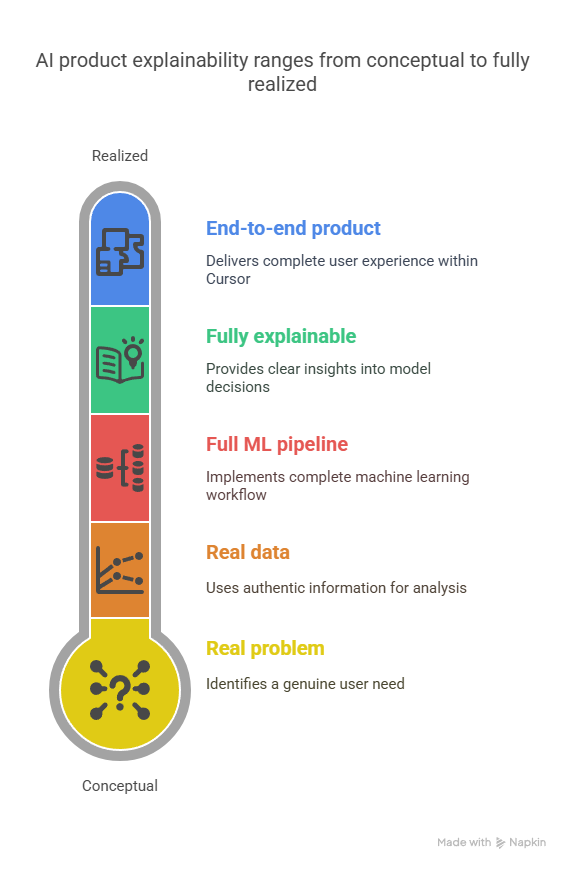 AI product explainability ranges from conceptual to fully
realized
Realized
End-to-end product
Delivers complete user experience within
Cursor
Fully explainable
Provides clear insights into model
decisions
Full ML pipeline
Implements complete machine learning
workflow
Real data
Uses authentic information for analysis
Real problem
?
Identifies a genuine user need
Conceptual
Made with Napkin